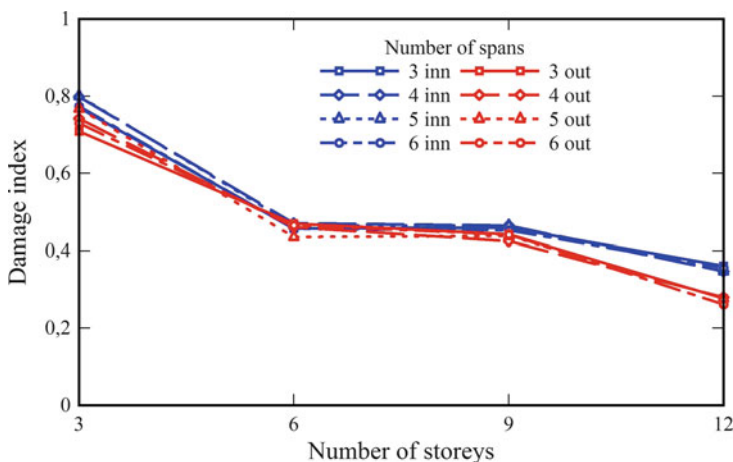 1
0,8
0,6
0,4
0,2
0
Damage index
Number of spans
3 inn 3 out
4 inn 4 out
5 inn 5 out
6 inn 6 out
3 6 9 12
Number of storeys